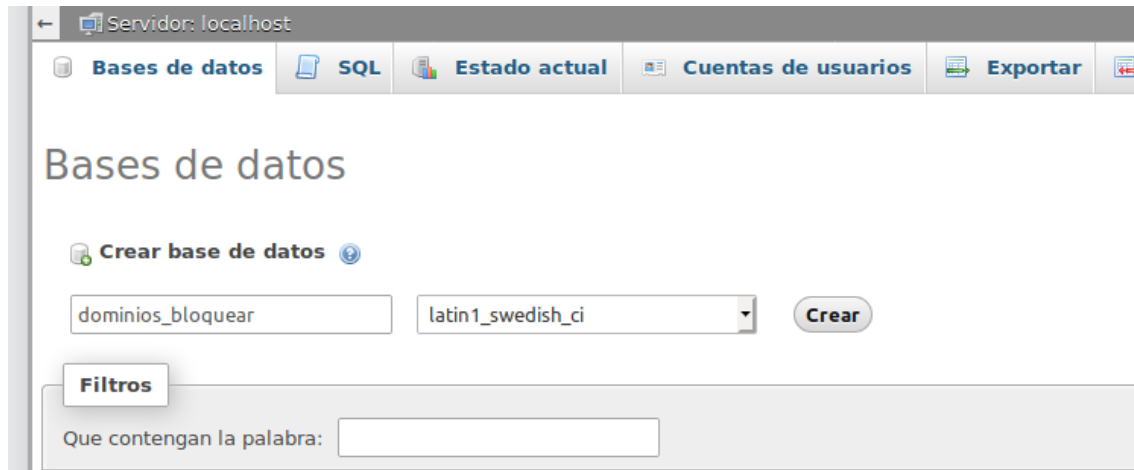 Servidor: localhost
Bases de datos SQL Estado actual Cuentas de usuarios Exportar
Bases de datos
Crear base de datos
dominios_bloquear latin1_swedish_ci Crear
Filtros
Que contengan la palabra: